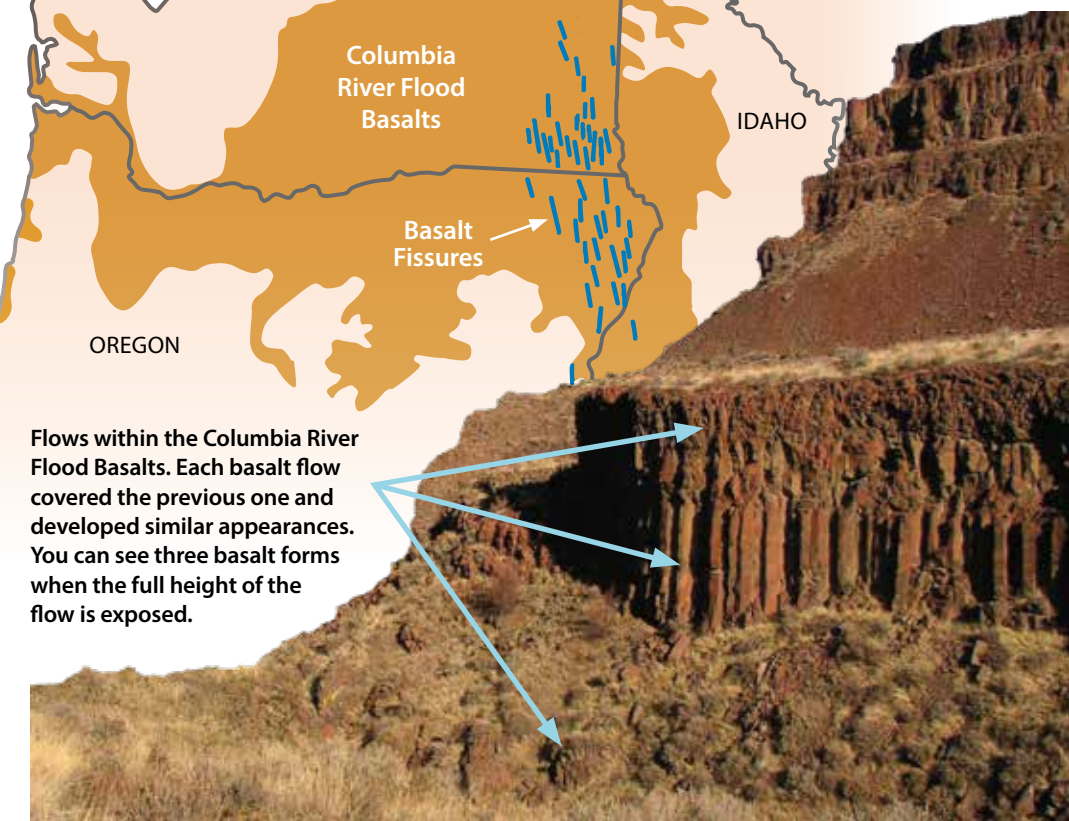 Columbia
River Flood
Basalts
IDAHO
Basalt
Fissures
OREGON
Flows within the Columbia River
Flood Basalts. Each basalt flow
covered the previous one and
developed similar appearances.
You can see three basalt forms
when the full height of the
flow is exposed.